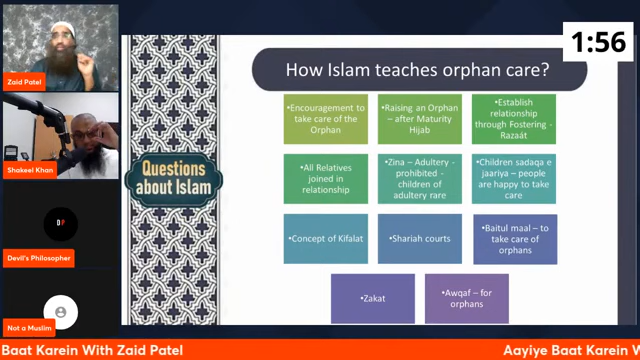 1:56
Zaid Patel
Shakeel Khan
DP
Devil's Philosopher
Not a Muslim
Questions
about Islam
How Islam teaches orphan care?
•Encouragement to
take care of the
Orphan
•Raising an Orphan
– after Maturity
Hijab
•Establish
relationship
through Fostering -
Razaát
•All Relatives
joined in
relationship
•Zina – Adultery -
prohibited -
children of
adultery rare
•Children sadaqa e
jaariya – people
are happy to take
care
•Concept of Kifalat
•Shariah courts
•Baitul maal – to
take care of
orphans
•Zakat
•Awqaf – for
orphans
Baat Karein With Zaid Patel
Aayiye Baat Karein W